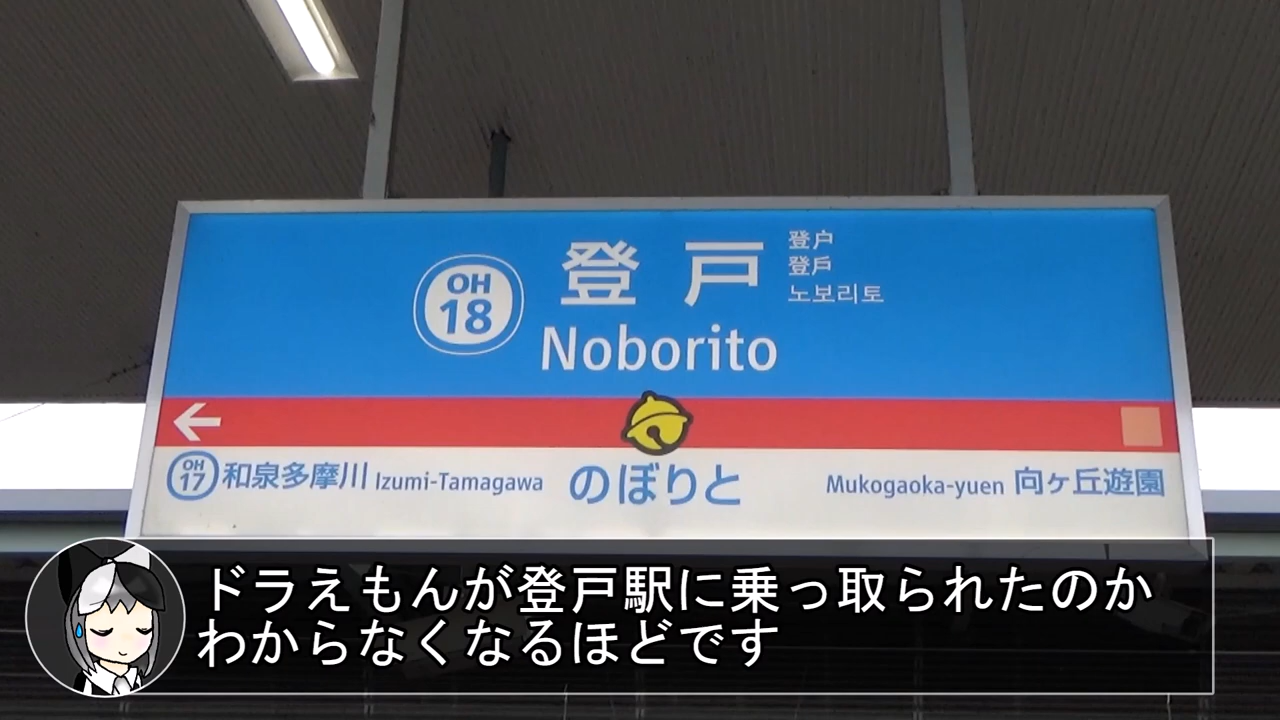 OH
18
登戸
Noborito
登户
登戶
노보리토
←
OH
17
和泉多摩川 Izumi-Tamagawa
のぼりと
Mukogaoka-yuen 向ヶ丘遊園
ドラえもんが登戸駅に乗っ取られたのか
わからなくなるほどです